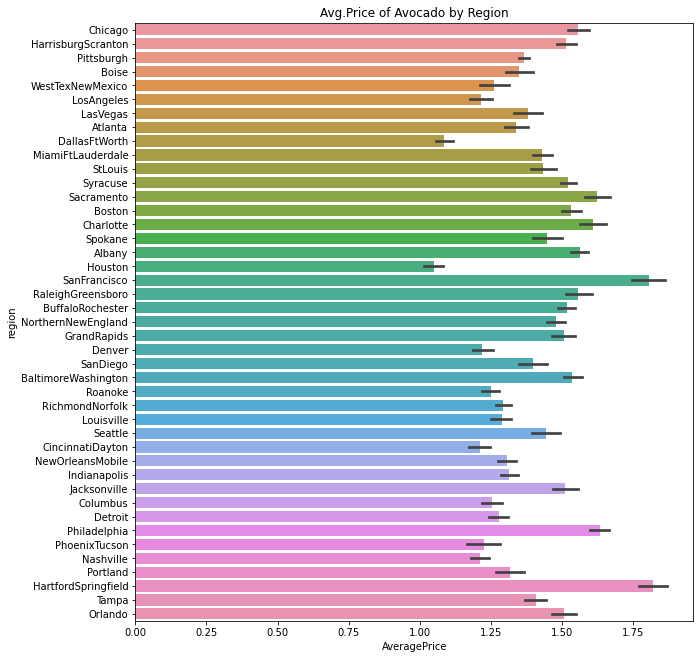 Avg.Price of Avocado by Region
Chicago
HarrisburgScranton
Pittsburgh
Boise
WestTexNewMexico
LosAngeles
LasVegas
Atlanta
DallasFtWorth
MiamiFtLauderdale
StLouis
Syracuse
Sacramento
Boston
Charlotte
Spokane
Albany
Houston
SanFrancisco
RaleighGreensboro
BuffaloRochester
NorthernNewEngland
GrandRapids
Denver
SanDiego
BaltimoreWashington
Roanoke
RichmondNorfolk
Louisville
Seattle
CincinnatiDayton
NewOrleansMobile
Indianapolis
Jacksonville
Columbus
Detroit
Philadelphia
PhoenixTucson
Nashville
Portland
HartfordSpringfield
Tampa
Orlando
region
0.00 0.25 0.50 0.75 1.00 1.25 1.50 1.75
AveragePrice